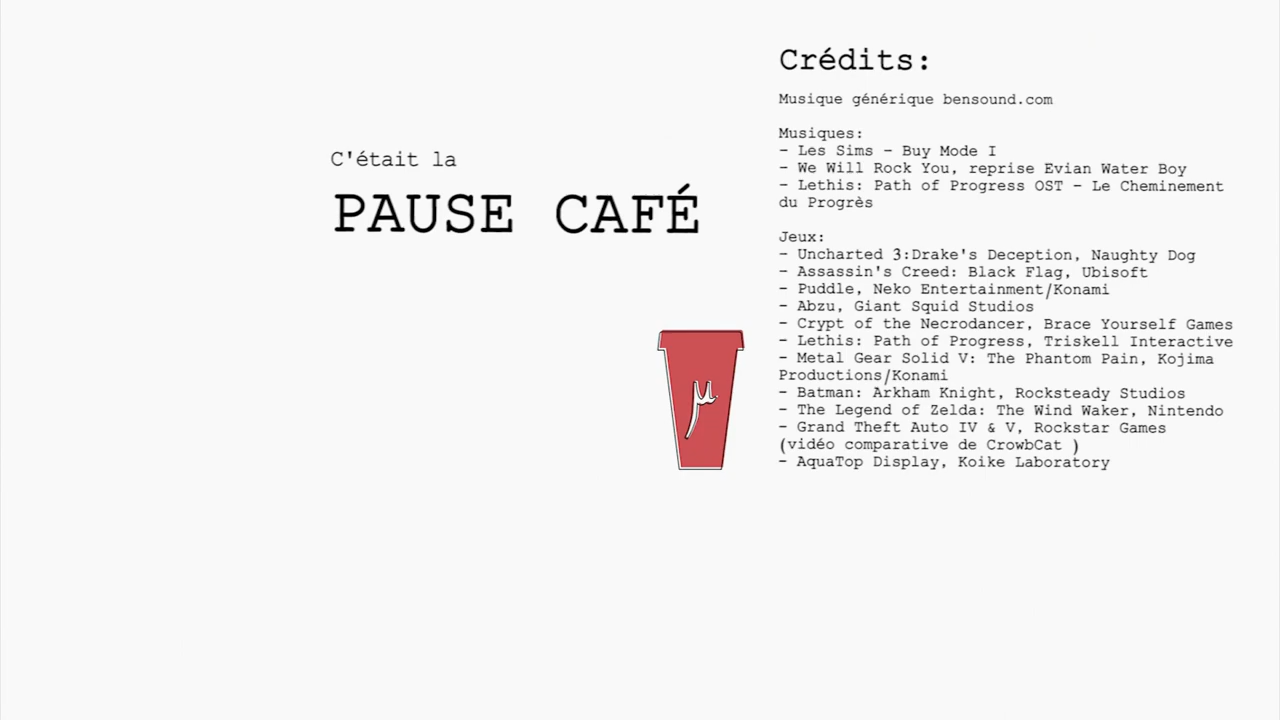 C'était la
PAUSE CAFÉ
µ
Crédits:
Musique générique bensound.com
Musiques:
- Les Sims - Buy Mode I
- We Will Rock You, reprise Evian Water Boy
- Lethis: Path of Progress OST - Le Cheminement
du Progrès
Jeux:
- Uncharted 3:Drake's Deception, Naughty Dog
- Assassin's Creed: Black Flag, Ubisoft
- Puddle, Neko Entertainment/Konami
- Abzu, Giant Squid Studios
- Crypt of the Necrodancer, Brace Yourself Games
- Lethis: Path of Progress, Triskell Interactive
- Metal Gear Solid V: The Phantom Pain, Kojima
Productions/Konami
- Batman: Arkham Knight, Rocksteady Studios
- The Legend of Zelda: The Wind Waker, Nintendo
- Grand Theft Auto IV & V, Rockstar Games
(vidéo comparative de CrowbCat )
- AquaTop Display, Koike Laboratory